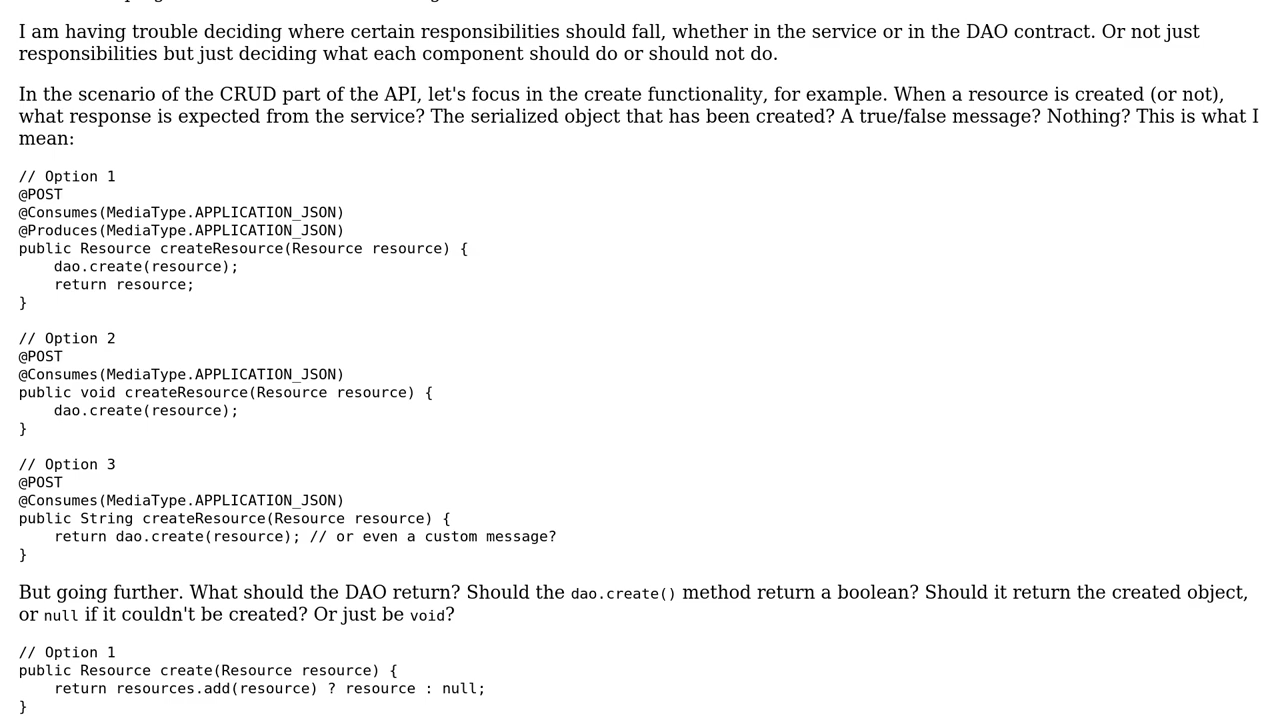 I am having trouble deciding where certain responsibilities should fall, whether in the service or in the DAO contract. Or not just
responsibilities but just deciding what each component should do or should not do.
In the scenario of the CRUD part of the API, let's focus in the create functionality, for example. When a resource is created (or not),
what response is expected from the service? The serialized object that has been created? A true/false message? Nothing? This is what I
mean:
// Option 1
@POST
@Consumes(MediaType.APPLICATION_JSON)
@Produces(MediaType.APPLICATION_JSON)
public Resource createResource(Resource resource) {
    dao.create(resource);
    return resource;
}
// Option 2
@POST
@Consumes(MediaType.APPLICATION_JSON)
public void createResource(Resource resource) {
    dao.create(resource);
}
// Option 3
@POST
@Consumes(MediaType.APPLICATION_JSON)
public String createResource(Resource resource) {
    return dao.create(resource); // or even a custom message?
}
But going further. What should the DAO return? Should the dao.create() method return a boolean? Should it return the created object,
or null if it couldn't be created? Or just be void?
// Option 1
public Resource create(Resource resource) {
    return resources.add(resource) ? resource : null;
}